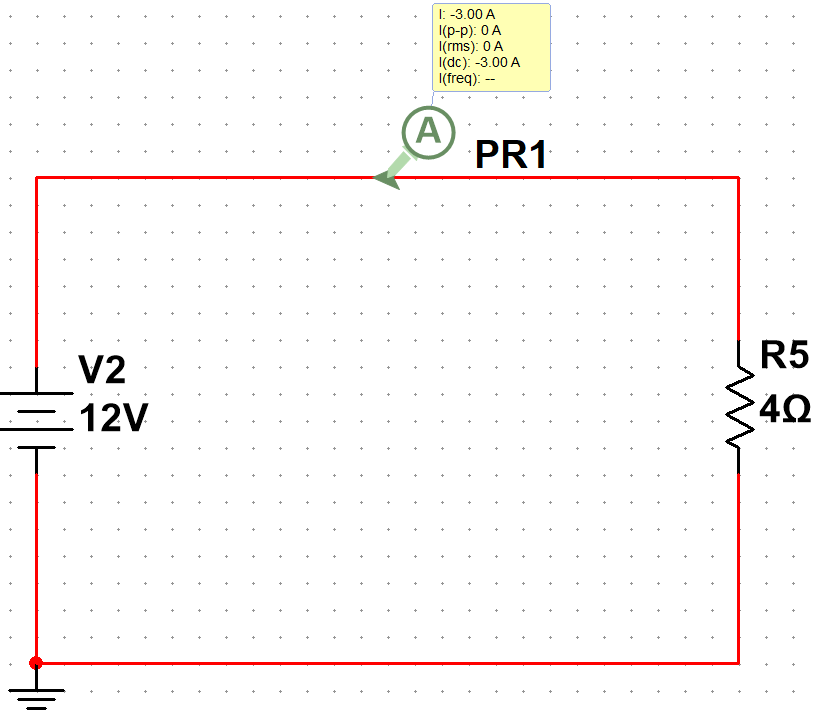 I: -3.00 A
I(p-p): 0 A
I(rms): 0 A
I(dc): -3.00 A
I(freq): --
A
PR1
V2
12V
R5
4Ω